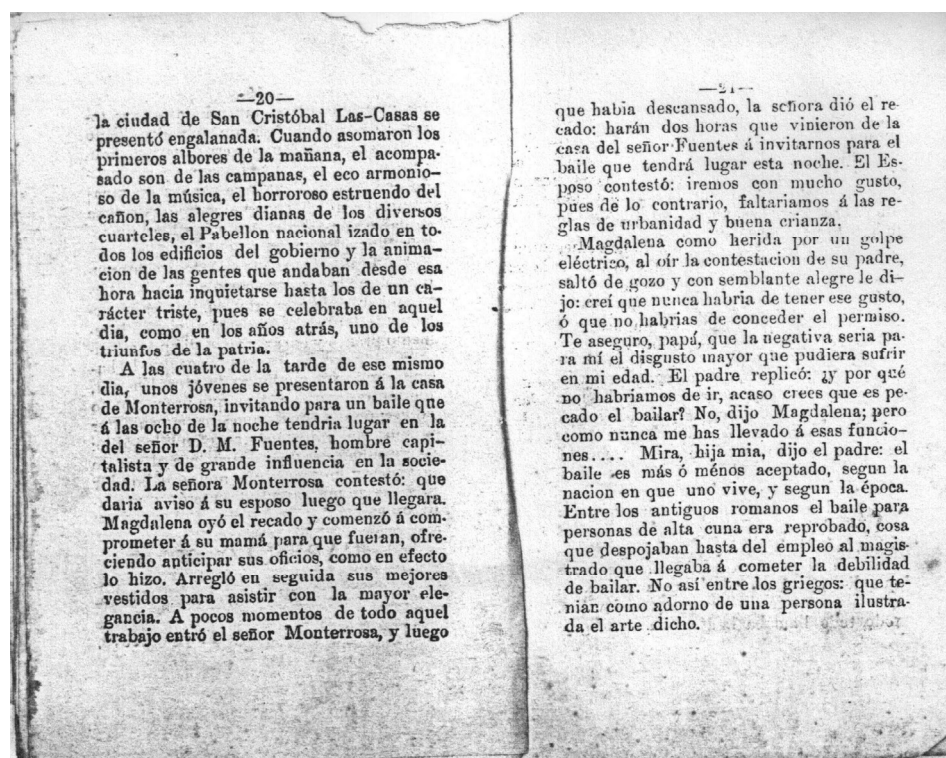 —20—
la ciudad de San Cristóbal Las-Casas se
presentó engalanada. Cuando asomaron los
primeros albores de la mañana, el acompa-
sado son de las campanas, el eco armonio-
so de la música, el horroroso estruendo del
cañon, las alegres dianas de los diversos
cuarteles, el Pabellon nacional izado en to-
dos los edificios del gobierno y la anima-
cion de las gentes que andaban desde esa
hora hacia inquietarse hasta los de un ca-
rácter triste, pues se celebraba en aquel
dia, como en los años atrás, uno de los
triunfos de la patria.
A las cuatro de la tarde de ese mismo
dia, unos jóvenes se presentaron á la casa
de Monterrosa, invitando para un baile que
á las ocho de la noche tendria lugar en la
del señor D. M. Fuentes, hombre capi-
talista y de grande influencia en la socie-
dad. La señora Monterrosa contestó: que
daria aviso á su esposo luego que llegara.
Magdalena oyó el recado y comenzó á com-
prometer á su mamá para que fueran, ofre-
ciendo anticipar sus oficios, como en efecto
lo hizo. Arregló en seguida sus mejores
vestidos para asistir con la mayor ele-
gancia. A pocos momentos de todo aquel
trabajo entró el señor Monterrosa, y luego
—21—
que habia descansado, la señora dió el re-
cado: harán dos horas que vinieron de la
casa del señor Fuentes á invitarnos para el
baile que tendrá lugar esta noche. El Es-
poso contestó: iremos con mucho gusto,
pues de lo contrario, faltariamos á las re-
glas de urbanidad y buena crianza.
Magdalena como herida por un golpe
eléctrico, al oír la contestacion de su padre,
saltó de gozo y con semblante alegre le di-
jo: creí que nunca habria de tener ese gusto,
ó que no habrias de conceder el permiso.
Te aseguro, papá, que la negativa seria pa-
ra mí el disgusto mayor que pudiera sufrir
en mi edad. El padre replicó: ¿y por qué
no habriamos de ir, acaso crees que es pe-
cado el bailar? No, dijo Magdalena; pero
como nunca me has llevado á esas funcio-
nes.... Mira, hija mia, dijo el padre: el
baile es más ó ménos aceptado, segun la
nacion en que uno vive, y segun la época.
Entre los antiguos romanos el baile para
personas de alta cuna era reprobado, cosa
que despojaban hasta del empleo al magis-
trado que llegaba á cometer la debilidad
de bailar. No así entre los griegos: que te-
nián como adorno de una persona ilustra-
da el arte dicho.